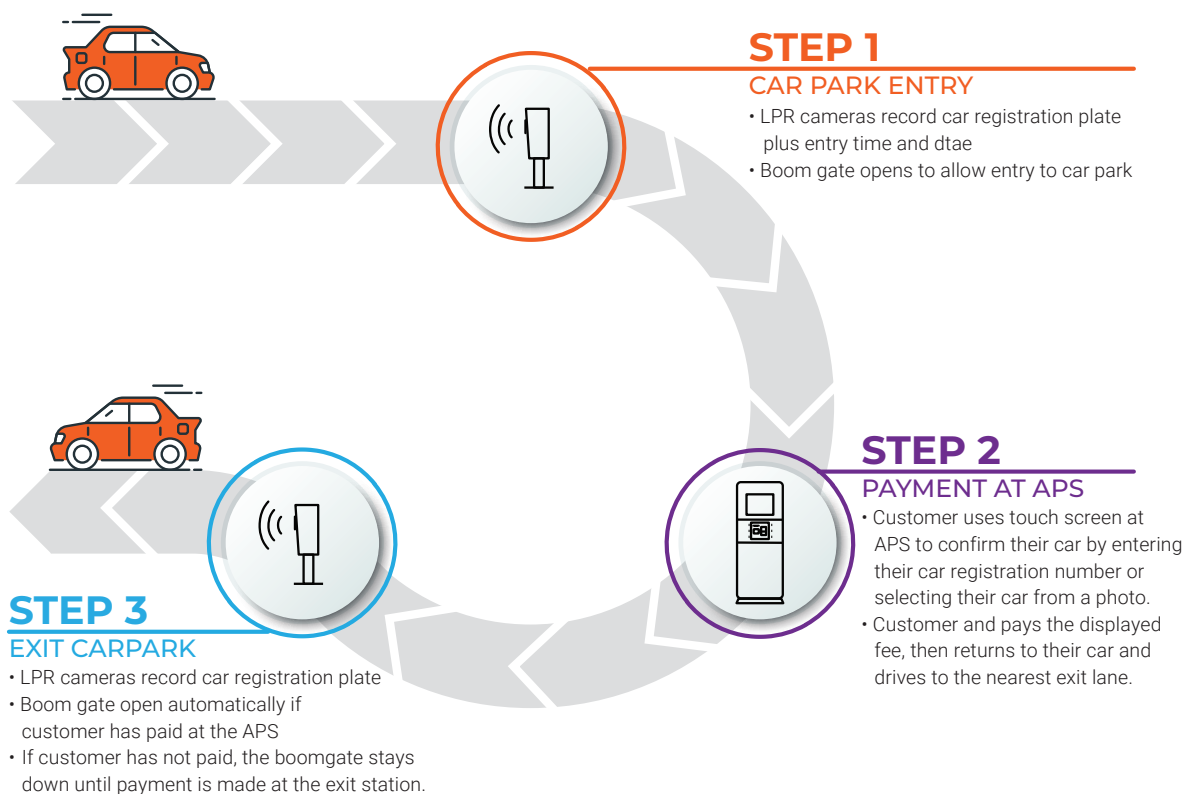 STEP 1
CAR PARK ENTRY
• LPR cameras record car registration plate
plus entry time and dtae
• Boom gate opens to allow entry to car park
STEP 2
PAYMENT AT APS
• Customer uses touch screen at
APS to confirm their car by entering
their car registration number or
selecting their car from a photo.
• Customer and pays the displayed
fee, then returns to their car and
drives to the nearest exit lane.
STEP 3
EXIT CARPARK
• LPR cameras record car registration plate
• Boom gate open automatically if
customer has paid at the APS
• If customer has not paid, the boomgate stays
down until payment is made at the exit station.